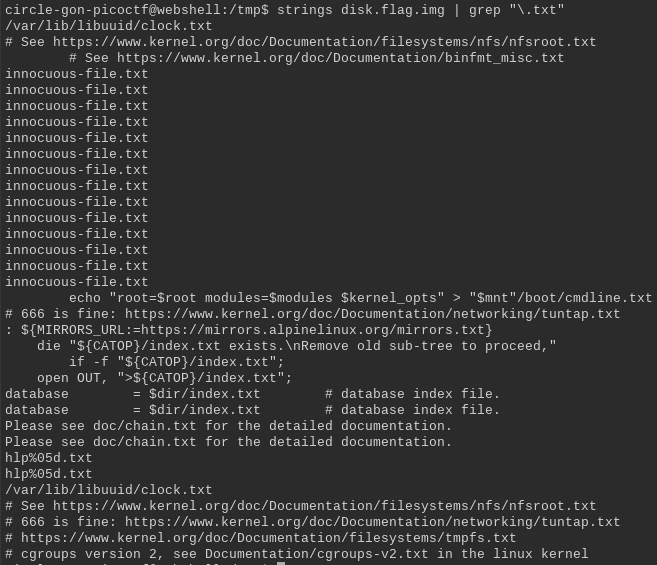 circle-gon-picoctf@webshell:/tmp$ strings disk.flag.img | grep "\.txt"
/var/lib/libuuid/clock.txt
# See https://www.kernel.org/doc/Documentation/filesystems/nfs/nfsroot.txt
        # See https://www.kernel.org/doc/Documentation/binfmt_misc.txt
innocuous-file.txt
innocuous-file.txt
innocuous-file.txt
innocuous-file.txt
innocuous-file.txt
innocuous-file.txt
innocuous-file.txt
innocuous-file.txt
innocuous-file.txt
innocuous-file.txt
innocuous-file.txt
innocuous-file.txt
innocuous-file.txt
innocuous-file.txt
        echo "root=$root modules=$modules $kernel_opts" > "$mnt"/boot/cmdline.txt
# 666 is fine: https://www.kernel.org/doc/Documentation/networking/tuntap.txt
: ${MIRRORS_URL:=https://mirrors.alpinelinux.org/mirrors.txt}
    die "${CATOP}/index.txt exists.\nRemove old sub-tree to proceed,"
        if -f "${CATOP}/index.txt";
    open OUT, ">${CATOP}/index.txt";
database        = $dir/index.txt        # database index file.
database        = $dir/index.txt        # database index file.
Please see doc/chain.txt for the detailed documentation.
Please see doc/chain.txt for the detailed documentation.
hlp%05d.txt
hlp%05d.txt
/var/lib/libuuid/clock.txt
# See https://www.kernel.org/doc/Documentation/filesystems/nfs/nfsroot.txt
# 666 is fine: https://www.kernel.org/doc/Documentation/networking/tuntap.txt
# https://www.kernel.org/doc/Documentation/filesystems/tmpfs.txt
# cgroups version 2, see Documentation/cgroups-v2.txt in the linux kernel